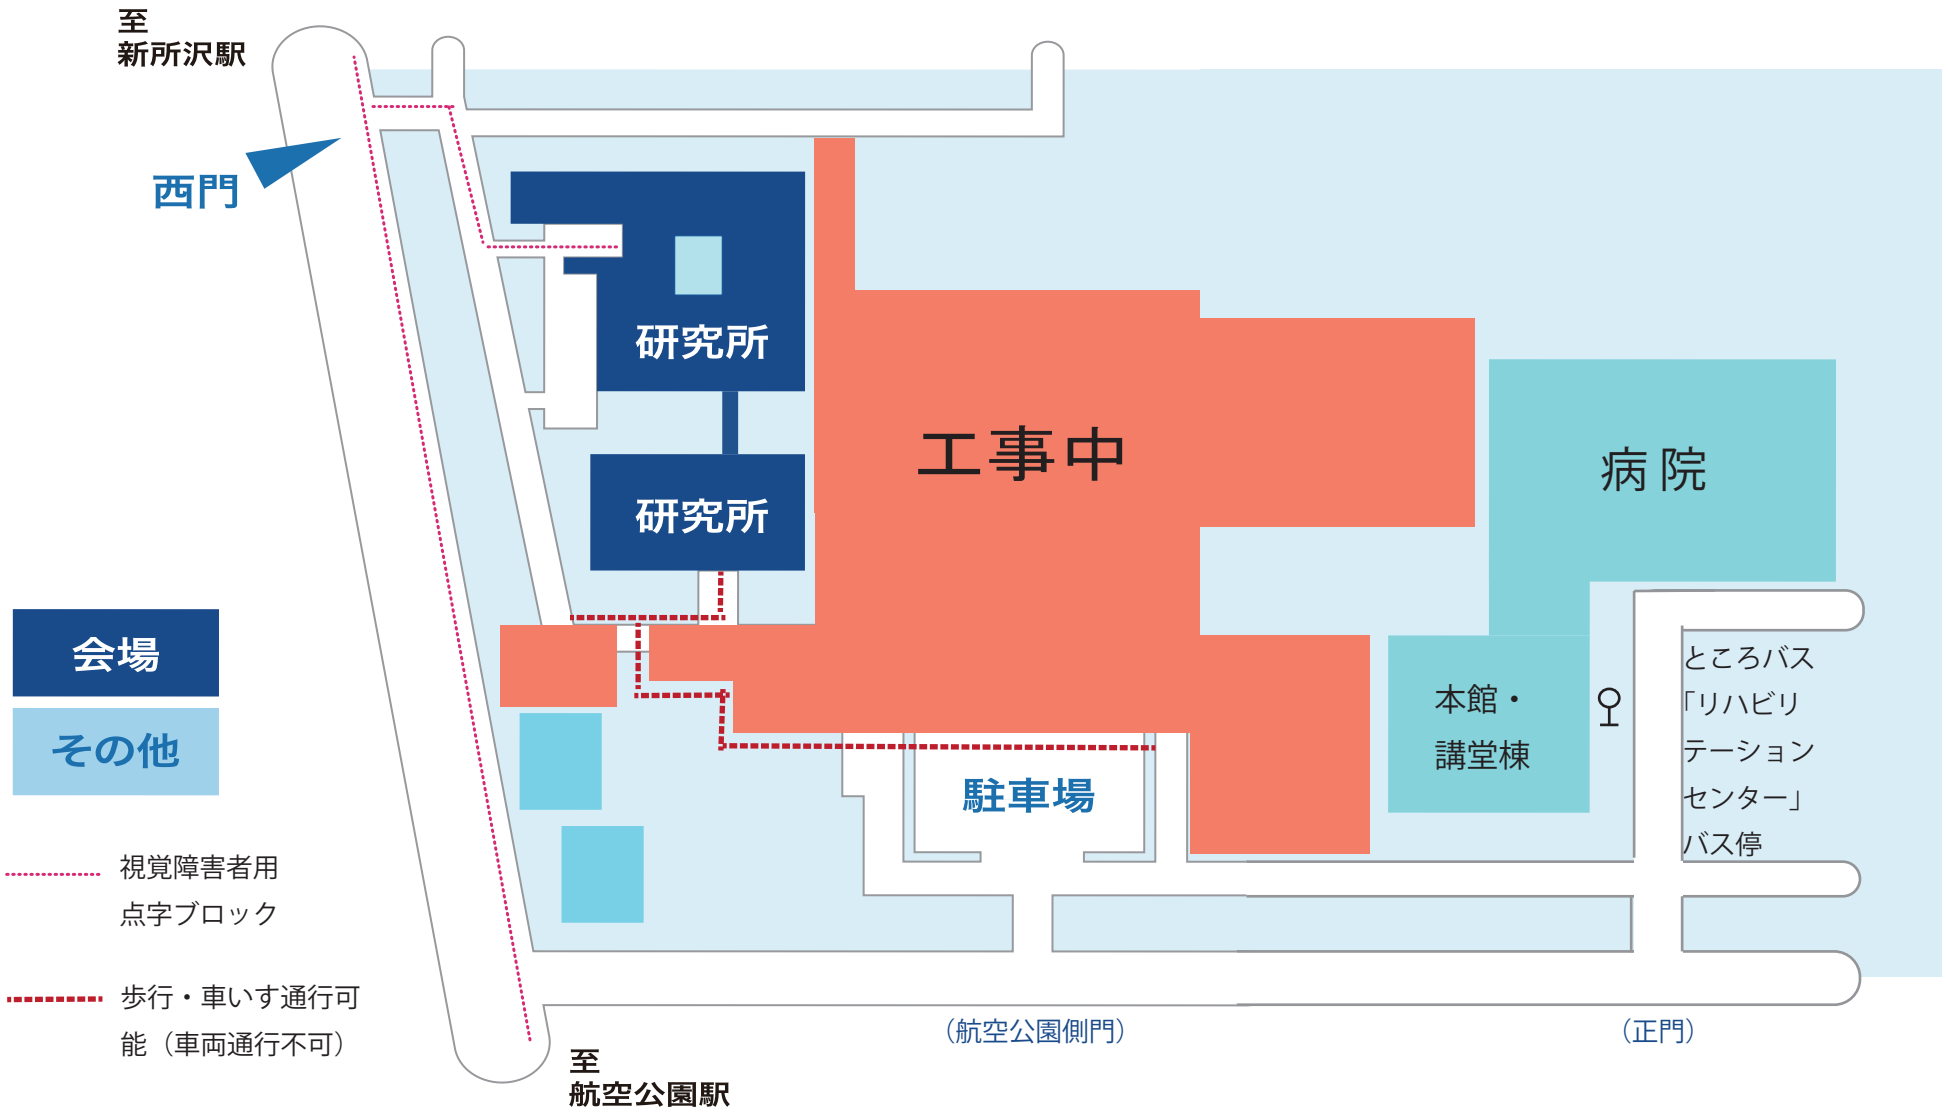 至
新所沢駅
西門
研究所
研究所
工事中
病院
本館・
講堂棟
ところバス
「リハビリ
テーション
センター」
バス停
駐車場
会場
その他
視覚障害者用
点字ブロック
歩行・車いす通行可
能（車両通行不可）
（航空公園側門）
（正門）
至
航空公園駅